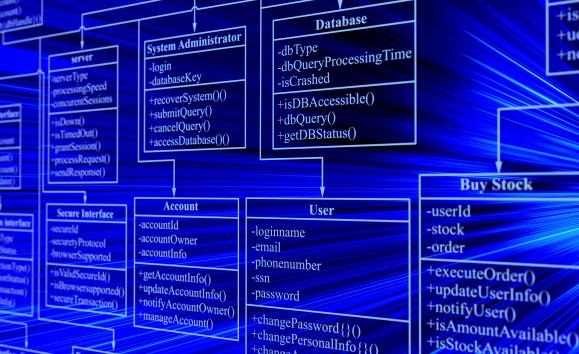 server
-serverType
-processingSpeed
-concurentSessions
+isDown()
+isTimedOut()
+grantSession()
+processRequest()
+sendResponse()
System Administrator
-login
-databaseKey
+recoverSystem()()
+submitQuery()
+cancelQuery()
+accessDatabase()()
Database
-dbType
-dbQueryProcessingTime
-isCrashed
+isDBAccessible()
+dbQuery()
+getDBStatus()
Secure Interface
-secureId
-securetyProtocol
-browserSupported
+isValidSecureId()
+isBrowsersupported()
+secureTransaction()
Account
-accountId
-accountOwner
-accountInfo
+getAccountInfo()
+updateAccountInfo()
+notifyAccountOwner()
+manageAccount()
User
-loginname
-email
-phonenumber
-ssn
-password
+changePassword{}()
+changePersonalInfo{}()
Buy Stock
-userId
-stock
-order
+executeOrder()
+updateUserInfo()
+notifyUser()
+isAmountAvailable()
+isStockAvailable()